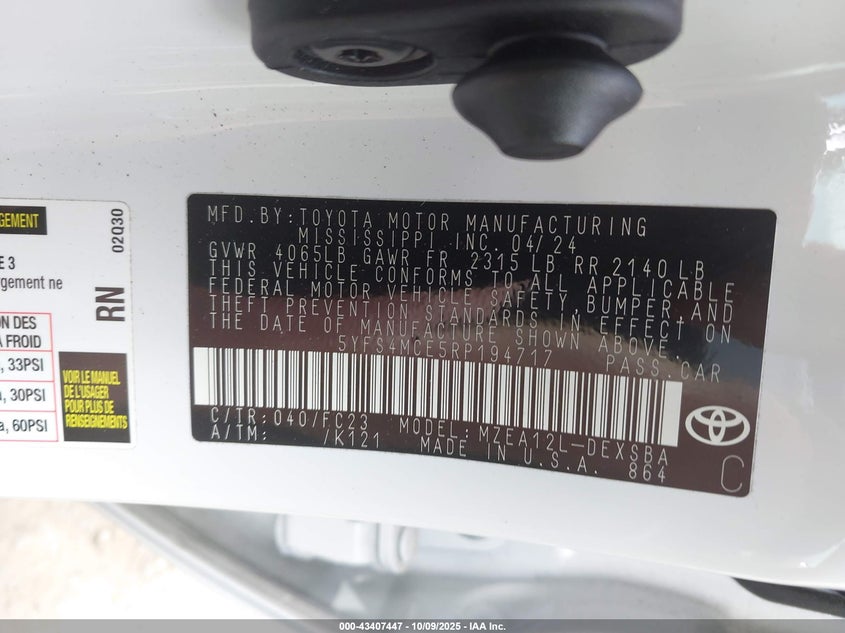 GEMENT
E 3
rgement ne
ON DES
A FROID
, 33PSI
a, 30PSI
a, 60PSI
RN
02Q30
VOIR LE MANUEL
DE L'USAGER
POUR PLUS DE
RENSEIGNEMENTS
MFD.BY:TOYOTA MOTOR MANUFACTURING
MISSISSIPPI INC. 04/24
GVWR 4065LB GAWR FR 2315 LB RR 2140 LB
THIS VEHICLE CONFORMS TO ALL APPLICABLE
FEDERAL MOTOR VEHICLE SAFETY, BUMPER,AND
THEFT PREVENTION STANDARDS IN EFFECT ON
THE DATE OF MANUFACTURE SHOWN ABOVE.
5YFS4MCE5RP194717 PASS.CAR
C/TR:040/FC23 MODEL:MZEA12L-DEXSBA
A/TM: /K121 MADE IN U.S.A. 864
C
000-43407447 - 10/09/2025 - IAA Inc.